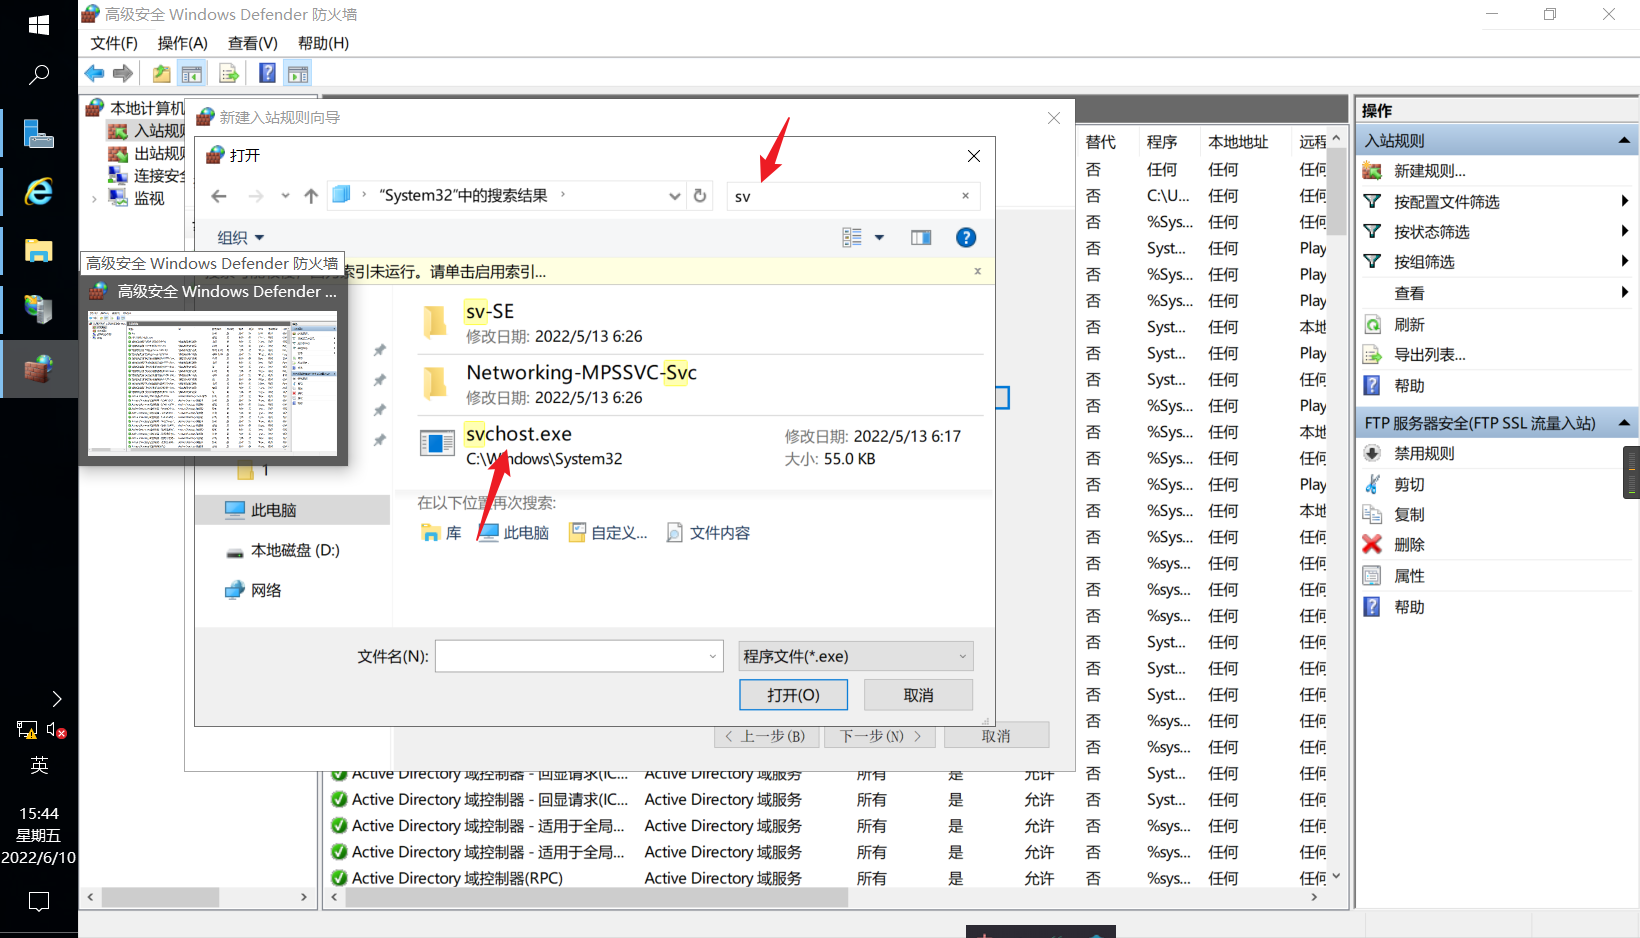 高级安全 Windows Defender 防火墙
文件(F) 操作(A) 查看(V) 帮助(H)
本地计算机
入站规则
出站规则
连接安全
监视
新建入站规则向导
打开
"System32"中的搜索结果
sv
组织
高级安全 Windows Defender 防火墙
索引未运行。请单击启用索引...
高级安全 Windows Defender ...
sv-SE
修改日期: 2022/5/13 6:26
Networking-MPSSVC-Svc
修改日期: 2022/5/13 6:26
svchost.exe
C:\Windows\System32
修改日期: 2022/5/13 6:17
大小: 55.0 KB
在以下位置再次搜索:
库 此电脑 自定义... 文件内容
1
此电脑
本地磁盘 (D:)
网络
文件名(N):
程序文件(*.exe)
打开(O) 取消
< 上一步(B) 下一步(N) > 取消
替代 程序 本地地址 远程
否 任何 任何 任何
否 C:\U... 任何 任何
否 %Sys... 任何 任何
否 Syst... 任何 Play
否 %Sys... 任何 任何
否 %Sys... 任何 Play
否 Syst... 任何 本地
否 Syst... 任何 Play
否 Syst... 任何 任何
否 %Sys... 任何 Play
否 %Sys... 任何 本地
否 %Sys... 任何 任何
否 %Sys... 任何 Play
否 %Sys... 任何 本地
否 %Sys... 任何 任何
否 %sys... 任何 任何
否 %sys... 任何 任何
否 %sys... 任何 任何
否 Syst... 任何 任何
否 Syst... 任何 任何
否 Syst... 任何 任何
否 %sys... 任何 任何
否 %sys... 任何 任何
Active Directory 域控制器 - 回显请求(IC... Active Directory 域服务 所有 是 允许 否 Syst... 任何 任何
Active Directory 域控制器 - 回显请求(IC... Active Directory 域服务 所有 是 允许 否 Syst... 任何 任何
Active Directory 域控制器 - 适用于全局... Active Directory 域服务 所有 是 允许 否 %sys... 任何 任何
Active Directory 域控制器 - 适用于全局... Active Directory 域服务 所有 是 允许 否 %sys... 任何 任何
Active Directory 域控制器(RPC) Active Directory 域服务 所有 是 允许 否 %sys... 任何 任何
操作
入站规则
新建规则...
按配置文件筛选
按状态筛选
按组筛选
查看
刷新
导出列表...
帮助
FTP 服务器安全(FTP SSL 流量入站)
禁用规则
剪切
复制
删除
属性
帮助
英
15:44
星期五
2022/6/10